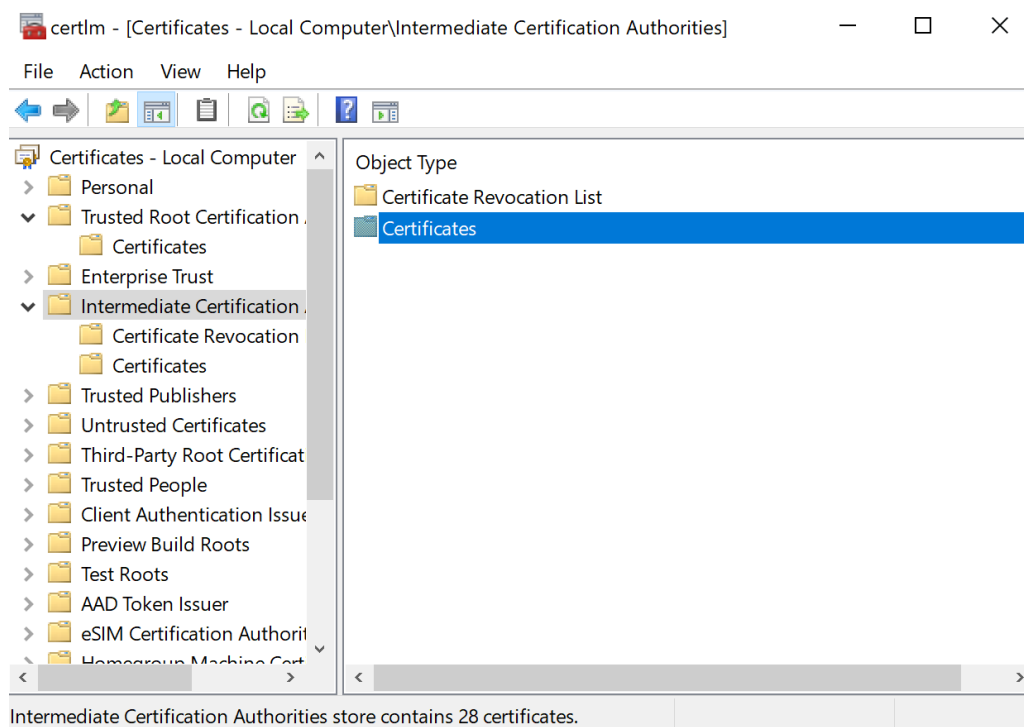 certlm - [Certificates - Local Computer\Intermediate Certification Authorities]
File Action View Help
Certificates - Local Computer
Personal
Trusted Root Certification
Certificates
Enterprise Trust
Intermediate Certification
Certificate Revocation
Certificates
Trusted Publishers
Untrusted Certificates
Third-Party Root Certificat
Trusted People
Client Authentication Issue
Preview Build Roots
Test Roots
AAD Token Issuer
eSIM Certification Authorit
Homegroup Machine Cert
Object Type
Certificate Revocation List
Certificates
Intermediate Certification Authorities store contains 28 certificates.